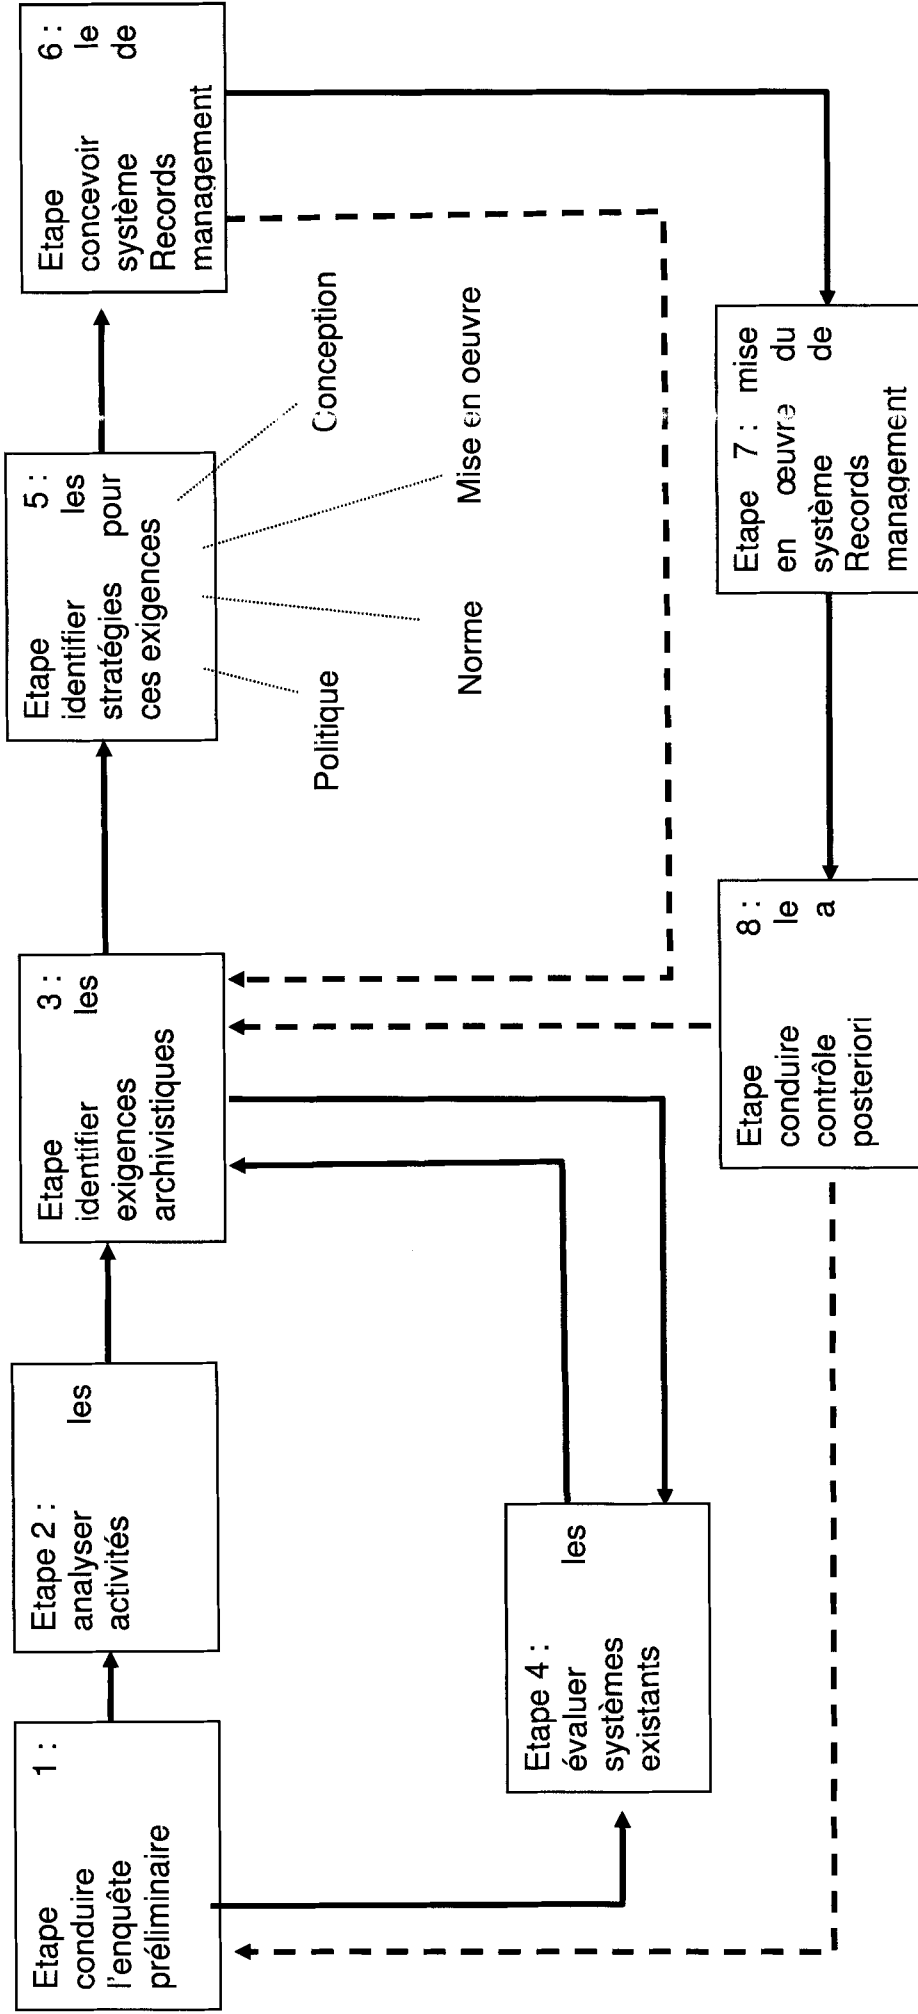 Etape 1 :
conduire
l'enquête
préliminaire
Etape 2 :
analyser les
activités
Etape 3 :
identifier les
exigences
archivistiques
Etape 5 :
identifier les
stratégies pour
ces exigences
Etape 6 :
concevoir le
système de
Records
management
Politique
Conception
Norme
Mise en oeuvre
Etape 4 :
évaluer les
systèmes
existants
Etape 8 :
conduire le
contrôle a
posteriori
Etape 7 : mise
en œuvre du
système de
Records
management